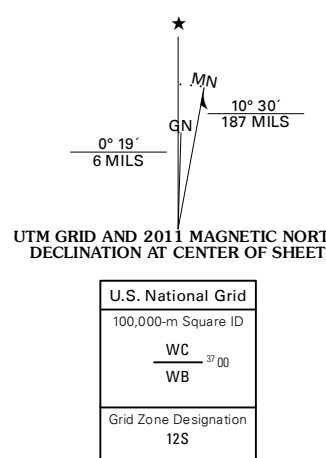 ★
MN
GN
10° 30´
187 MILS
0° 19´
6 MILS
UTM GRID AND 2011 MAGNETIC NORT
DECLINATION AT CENTER OF SHEET
U.S. National Grid
100,000-m Square ID
WC
37 00
WB
Grid Zone Designation
12S